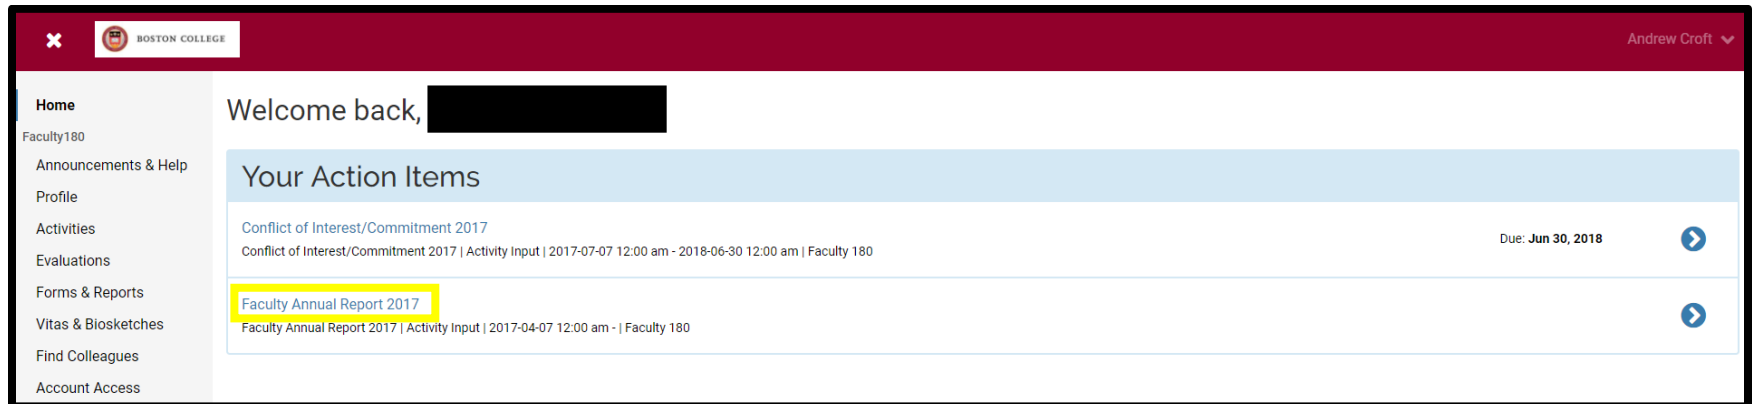 BOSTON COLLEGE
Andrew Croft
Home
Faculty180
Announcements & Help
Profile
Activities
Evaluations
Forms & Reports
Vitas & Biosketches
Find Colleagues
Account Access
Welcome back,
Your Action Items
Conflict of Interest/Commitment 2017
Conflict of Interest/Commitment 2017 | Activity Input | 2017-07-07 12:00 am - 2018-06-30 12:00 am | Faculty 180
Due: Jun 30, 2018
Faculty Annual Report 2017
Faculty Annual Report 2017 | Activity Input | 2017-04-07 12:00 am - | Faculty 180